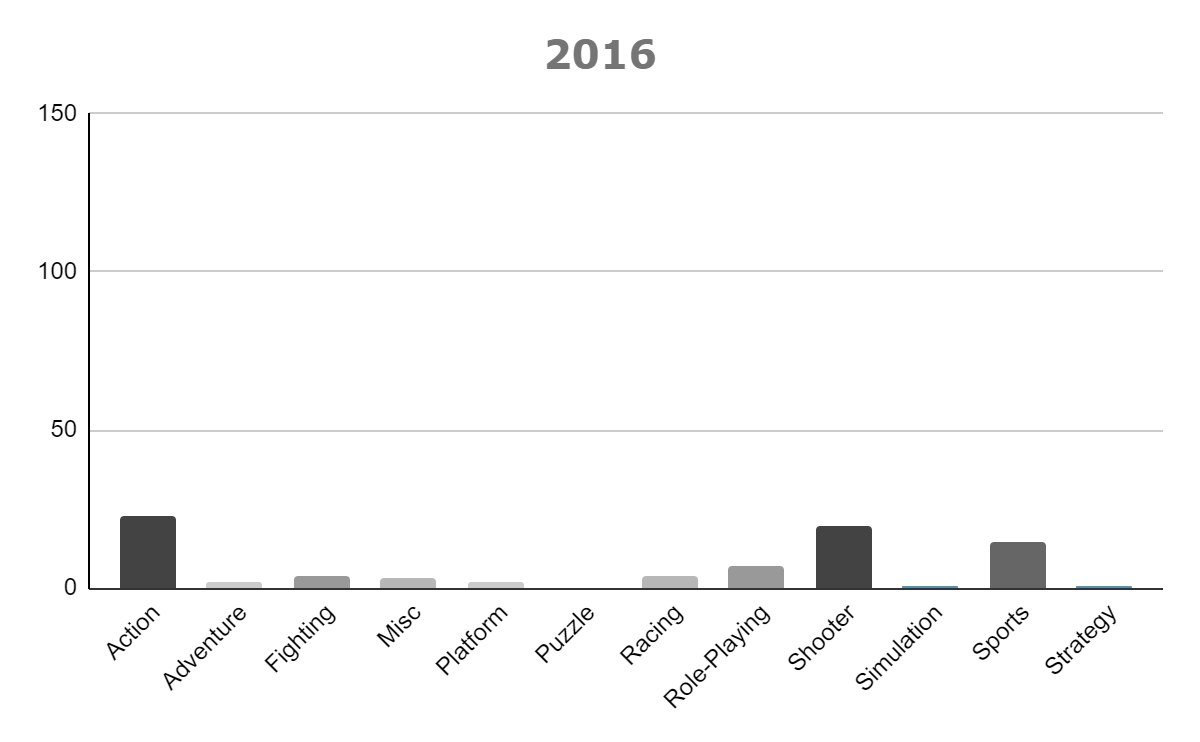 2016
150
100
50
0
Action
Adventure
Fighting
Misc
Platform
Puzzle
Racing
Role-Playing
Shooter
Simulation
Sports
Strategy